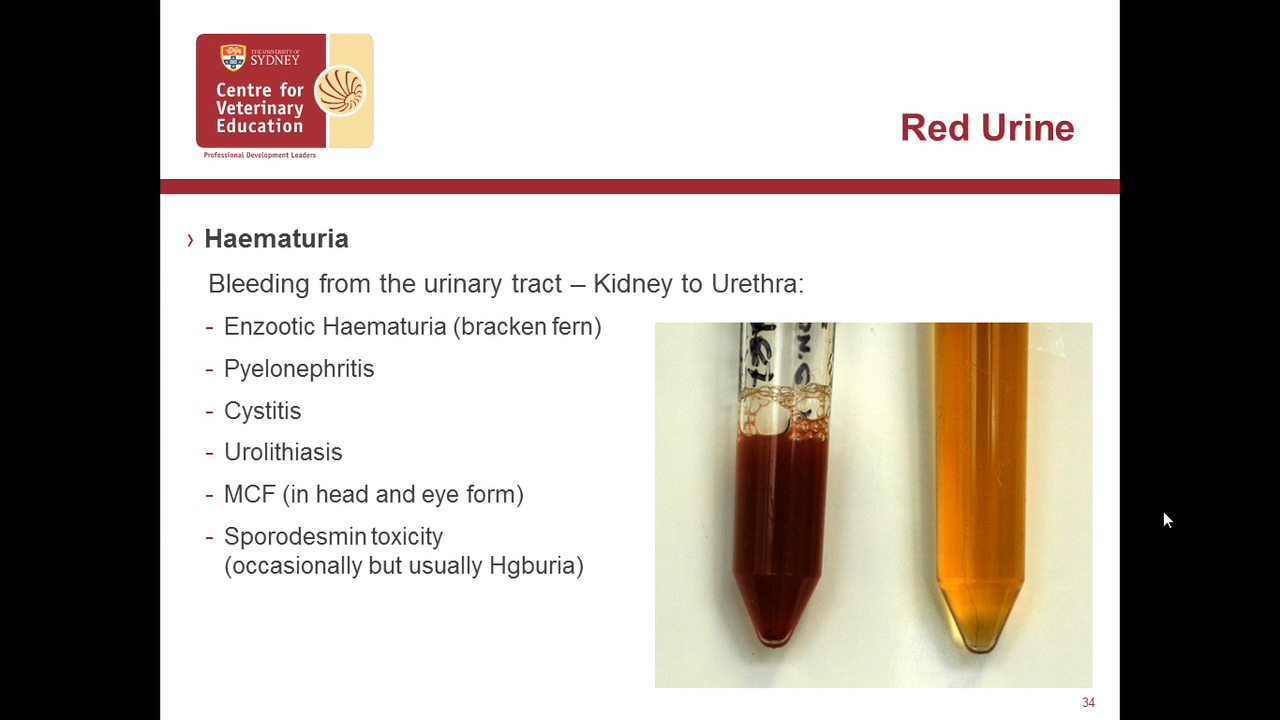 THE UNIVERSITY OF
SYDNEY
Centre for
Veterinary
Education
Professional Development Leaders
Red Urine
› Haematuria
Bleeding from the urinary tract – Kidney to Urethra:
- Enzootic Haematuria (bracken fern)
- Pyelonephritis
- Cystitis
- Urolithiasis
- MCF (in head and eye form)
- Sporodesmin toxicity
(occasionally but usually Hgburia)
34